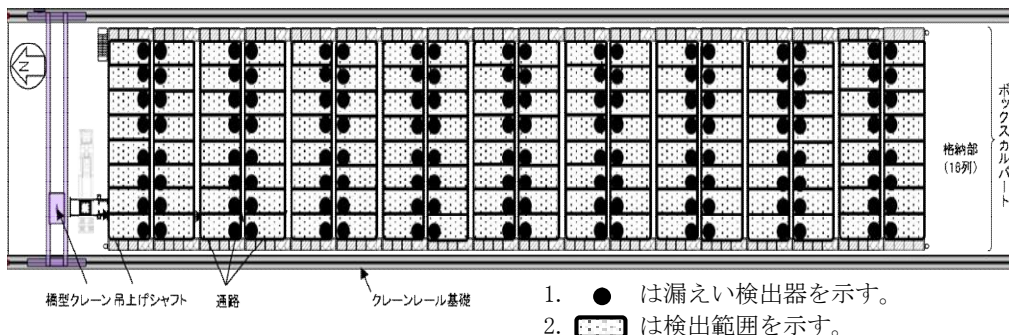 N
ボックスカルバート
格納部
(16列)
橋型クレーン 吊上げシャフト 通路 クレーンレール基礎
1. ● は漏えい検出器を示す。
2. は検出範囲を示す。